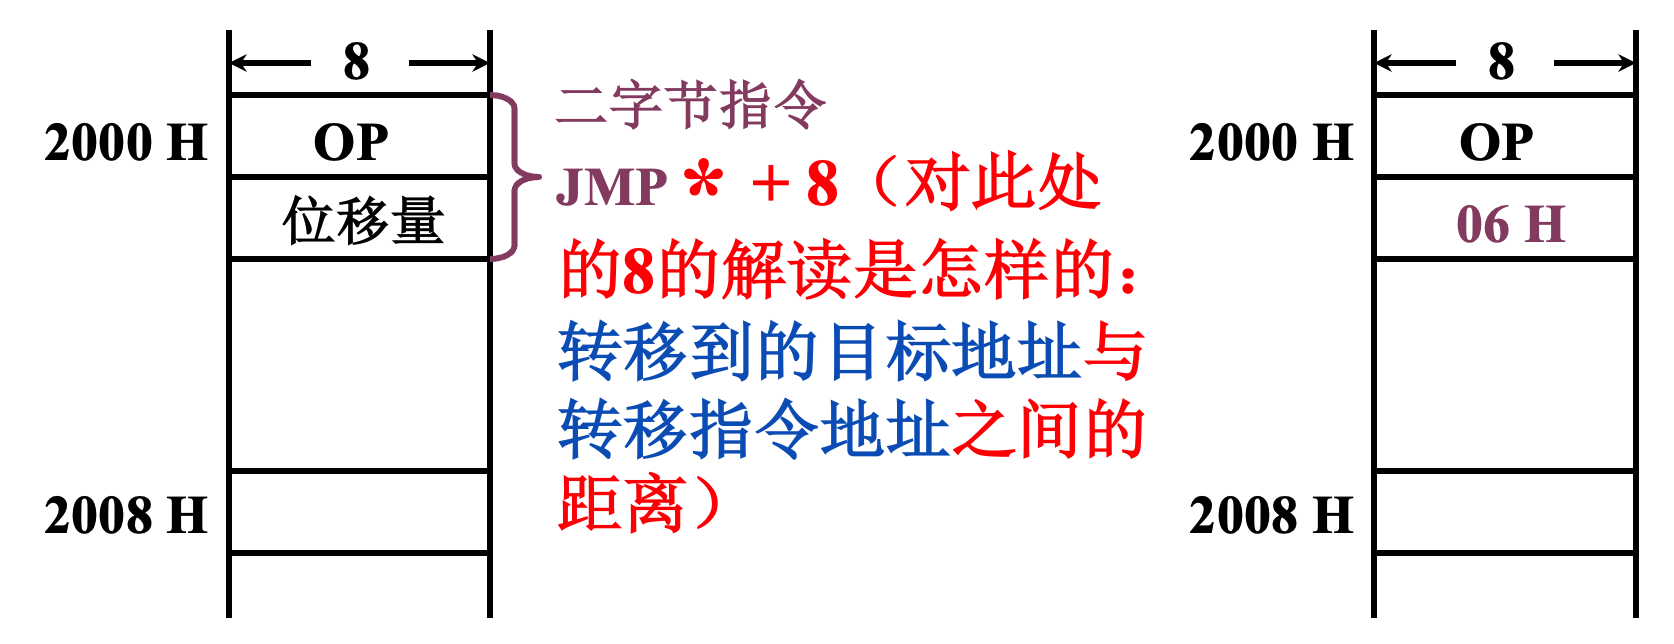 8
2000 H
OP
位移量
2008 H
二字节指令
JMP * + 8（对此处
的8的解读是怎样的：
转移到的目标地址与
转移指令地址之间的
距离）
8
2000 H
OP
06 H
2008 H